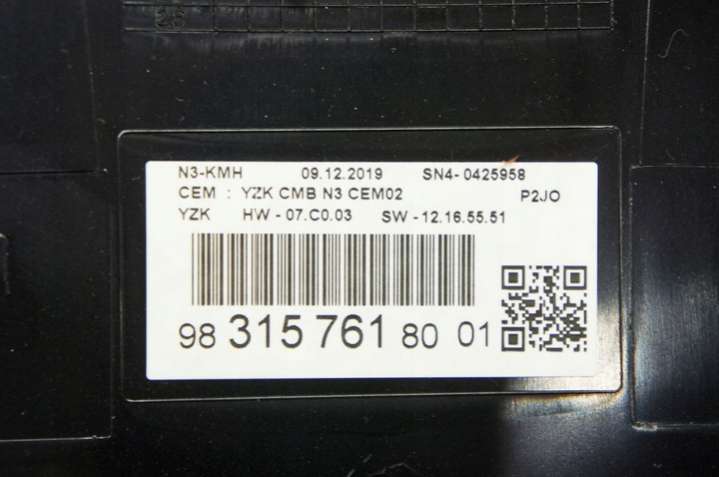 26
N3-KMH 09.12.2019 SN4- 0425958
CEM : YZK CMB N3 CEM02 P2JO
YZK HW - 07.C0.03 SW - 12.16.55.51
98 315 761 80 01